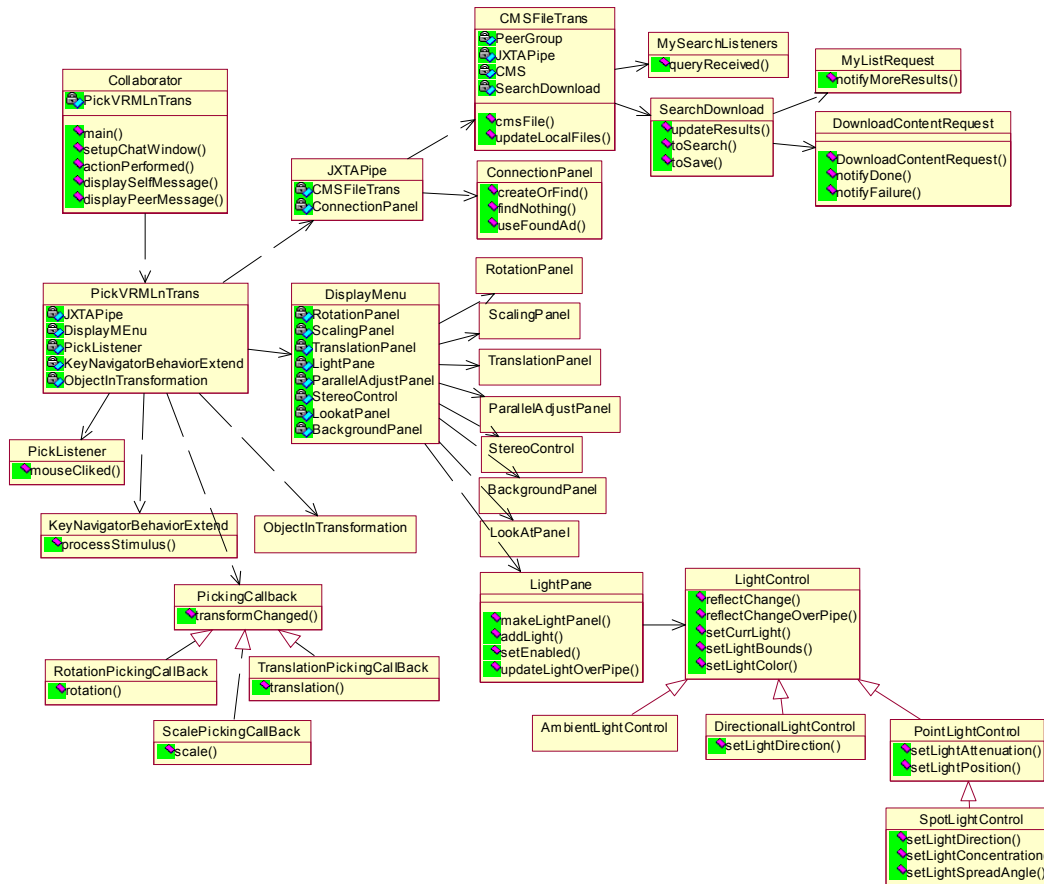 CMSFileTrans
PeerGroup
JXTAPipe
CMS
SearchDownload
cmsFile()
updateLocalFiles()
MySearchListeners
queryReceived()
MyListRequest
notifyMoreResults()
Collaborator
PickVRMLnTrans
main()
setupChatWindow()
actionPerformed()
displaySelfMessage()
displayPeerMessage()
SearchDownload
updateResults()
toSearch()
toSave()
DownloadContentRequest
DownloadContentRequest()
notifyDone()
notifyFailure()
JXTAPipe
CMSFileTrans
ConnectionPanel
ConnectionPanel
createOrFind()
findNothing()
useFoundAd()
PickVRMLnTrans
JXTAPipe
DisplayMEnu
PickListener
KeyNavigatorBehaviorExtend
ObjectInTransformation
DisplayMenu
RotationPanel
ScalingPanel
TranslationPanel
LightPane
ParallelAdjustPanel
StereoControl
LookatPanel
BackgroundPanel
RotationPanel
ScalingPanel
TranslationPanel
ParallelAdjustPanel
StereoControl
BackgroundPanel
LookAtPanel
PickListener
mouseCliked()
KeyNavigatorBehaviorExtend
processStimulus()
ObjectInTransformation
PickingCallback
transformChanged()
RotationPickingCallBack
rotation()
TranslationPickingCallBack
translation()
ScalePickingCallBack
scale()
LightPane
makeLightPanel()
addLight()
setEnabled()
updateLightOverPipe()
LightControl
reflectChange()
reflectChangeOverPipe()
setCurrLight()
setLightBounds()
setLightColor()
AmbientLightControl
DirectionalLightControl
setLightDirection()
PointLightControl
setLightAttenuation()
setLightPosition()
SpotLightControl
setLightDirection()
setLightConcentration(
setLightSpreadAngle(